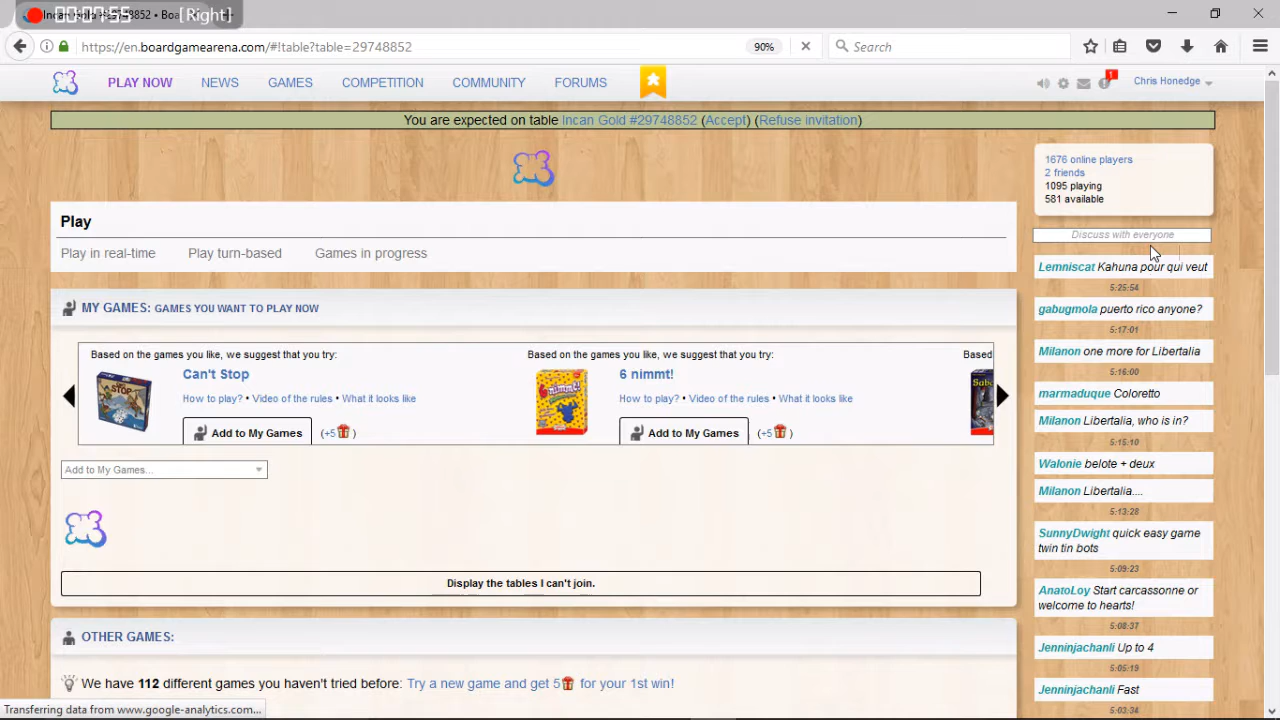 Incan Gold #29748852 • Boa
00:07:55
[Right]
https://en.boardgamearena.com/#!table?table=29748852
90%
Search
PLAY NOW
NEWS
GAMES
COMPETITION
COMMUNITY
FORUMS
1
Chris Honedge
You are expected on table Incan Gold #29748852 (Accept) (Refuse invitation)
Play
Play in real-time
Play turn-based
Games in progress
MY GAMES: GAMES YOU WANT TO PLAY NOW
Based on the games you like, we suggest that you try:
Can't Stop
How to play? • Video of the rules • What it looks like
Add to My Games (+5 )
Based on the games you like, we suggest that you try:
6 nimmt!
How to play? • Video of the rules • What it looks like
Add to My Games (+5 )
Based
Add to My Games...
Display the tables I can't join.
OTHER GAMES:
We have 112 different games you haven't tried before: Try a new game and get 5 for your 1st win!
Transferring data from www.google-analytics.com...
1676 online players
2 friends
1095 playing
581 available
Discuss with everyone
Lemniscat Kahuna pour qui veut
5:25:54
gabugmola puerto rico anyone?
5:17:01
Milanon one more for Libertalia
5:16:00
marmaduque Coloretto
Milanon Libertalia, who is in?
5:15:10
Walonie belote + deux
Milanon Libertalia....
5:13:28
SunnyDwight quick easy game
twin tin bots
5:09:23
AnatoLoy Start carcassonne or
welcome to hearts!
5:08:37
Jenninjachanli Up to 4
5:05:19
Jenninjachanli Fast
5:03:34